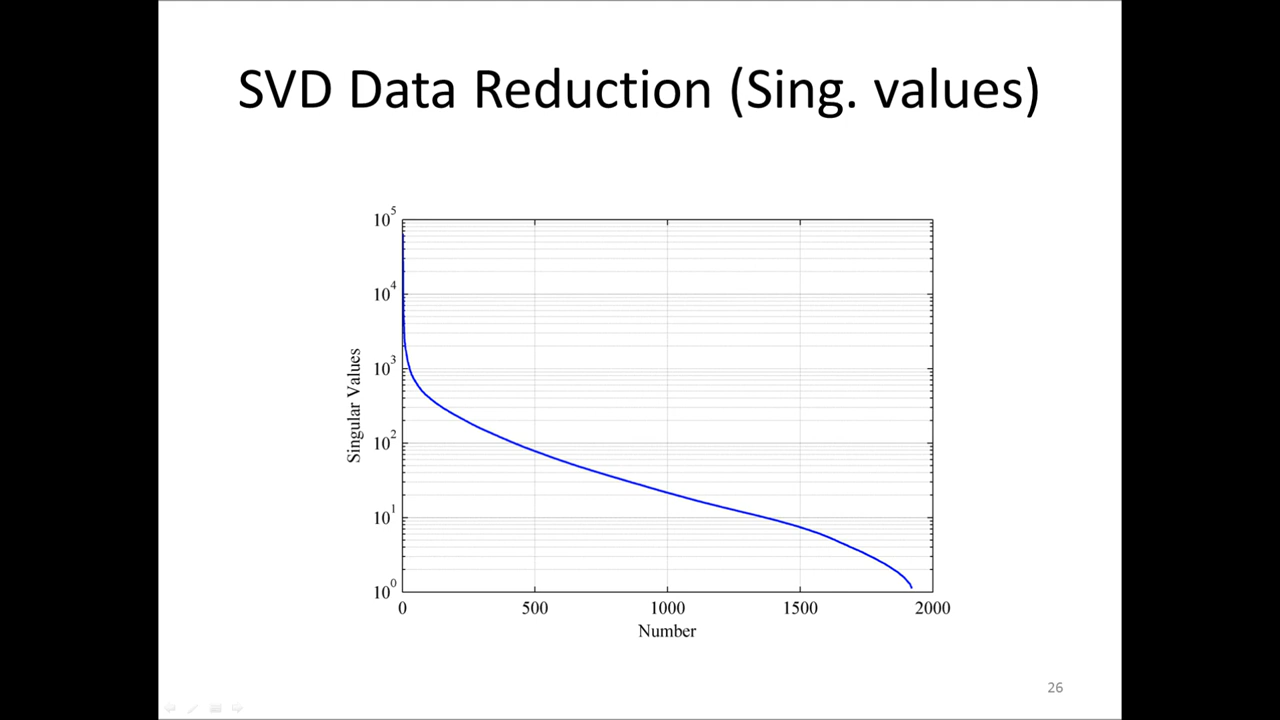 SVD Data Reduction (Sing. values)
10^5
10^4
10^3
10^2
10^1
10^0
Singular Values
0 500 1000 1500 2000
Number
26